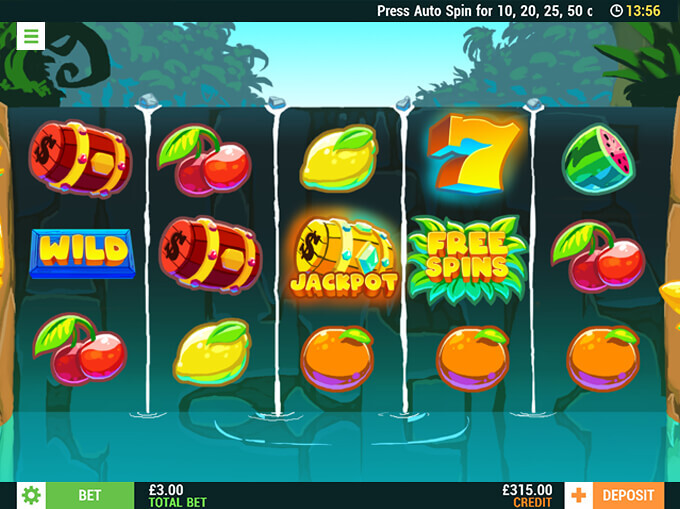 Press Auto Spin for 10, 20, 25, 50 c
13:56
WILD
JACKPOT
FREE
SPINS
BET
£3.00
TOTAL BET
£315.00
CREDIT
DEPOSIT